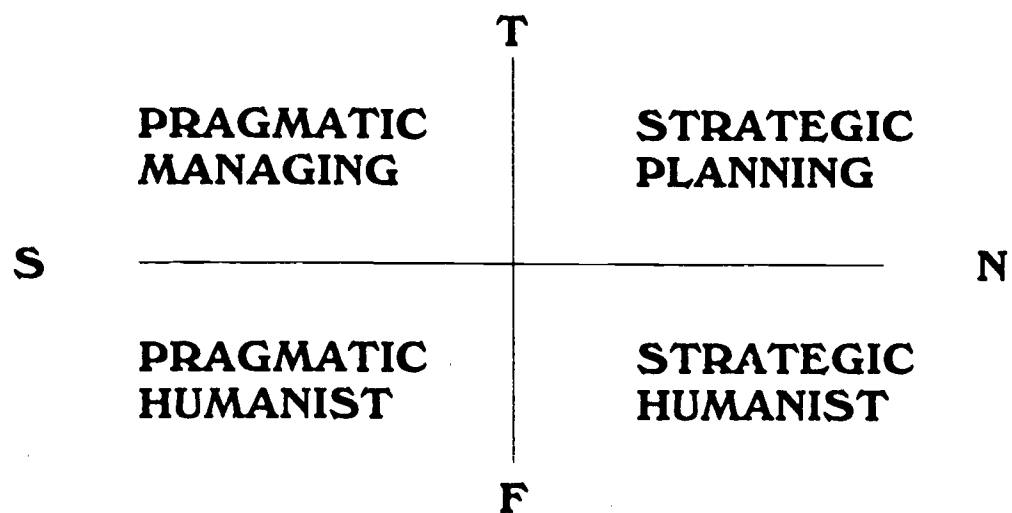 T
PRAGMATIC
MANAGING
STRATEGIC
PLANNING
S
N
PRAGMATIC
HUMANIST
STRATEGIC
HUMANIST
F